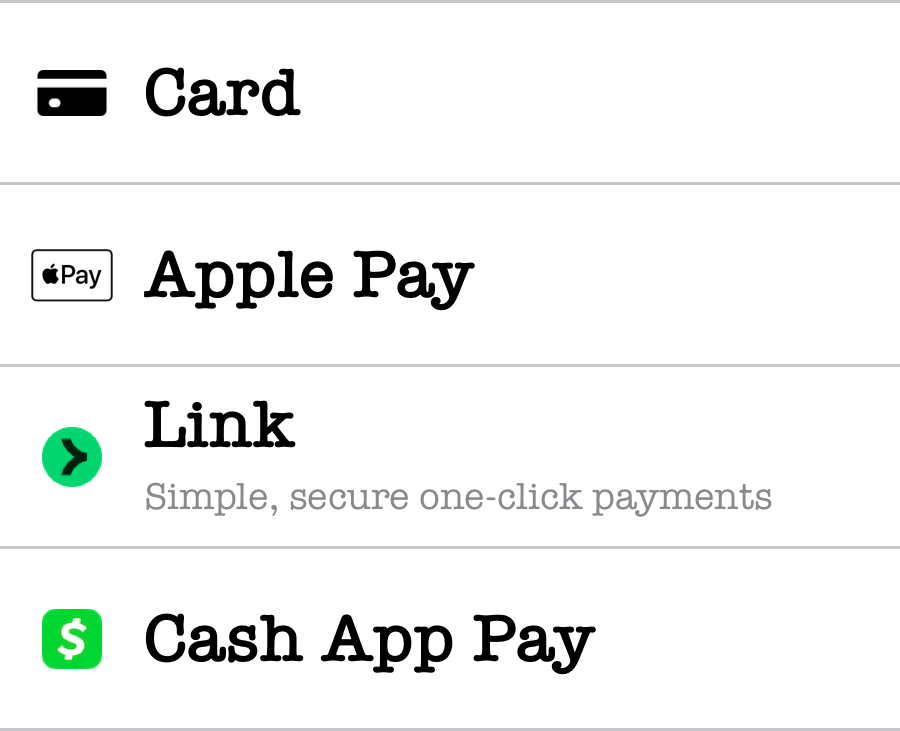 Card
Pay Apple Pay
Link
Simple, secure one-click payments
$ Cash App Pay